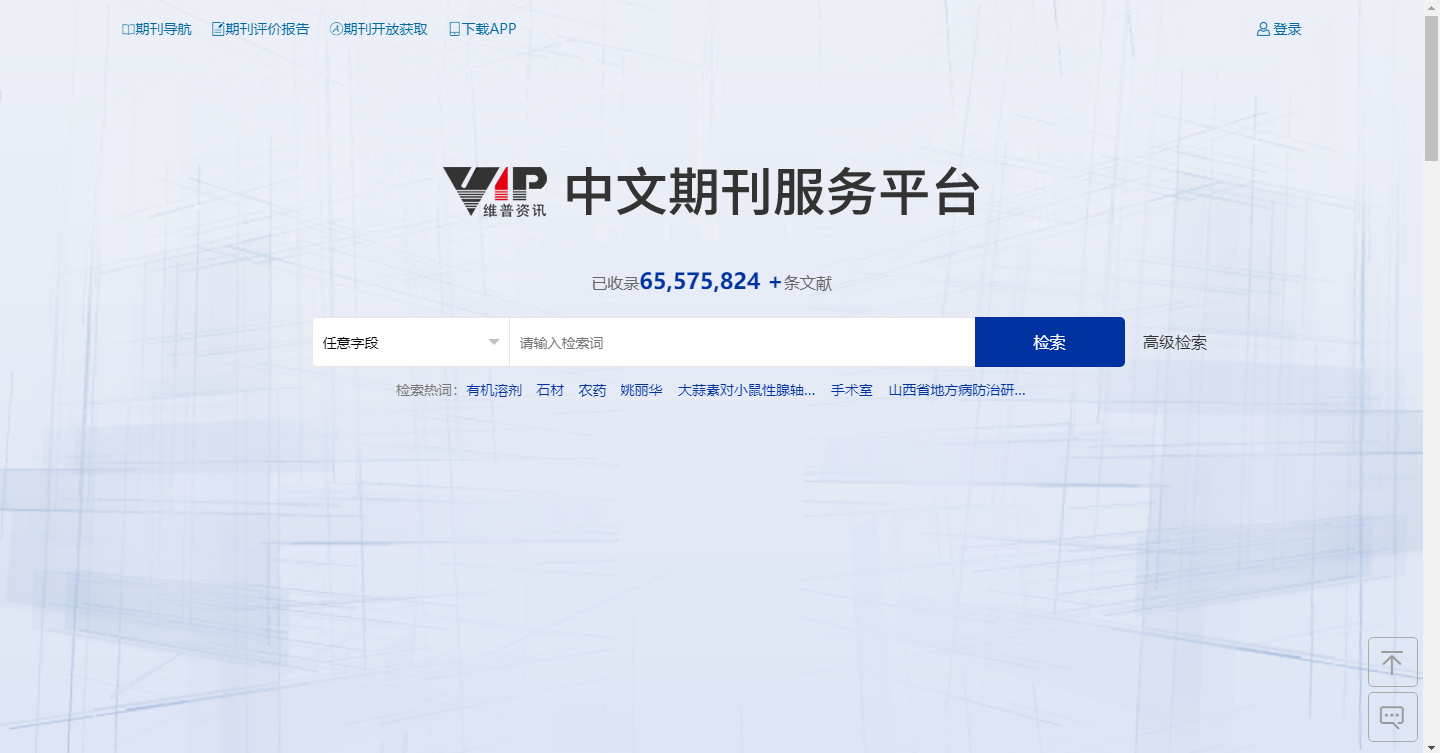 期刊导航 期刊评价报告 期刊开放获取 下载APP 登录
VIP 维普资讯 中文期刊服务平台
已收录65,575,824 +条文献
任意字段 请输入检索词 检索 高级检索
检索热词: 有机溶剂 石材 农药 姚丽华 大蒜素对小鼠性腺轴... 手术室 山西省地方病防治研...